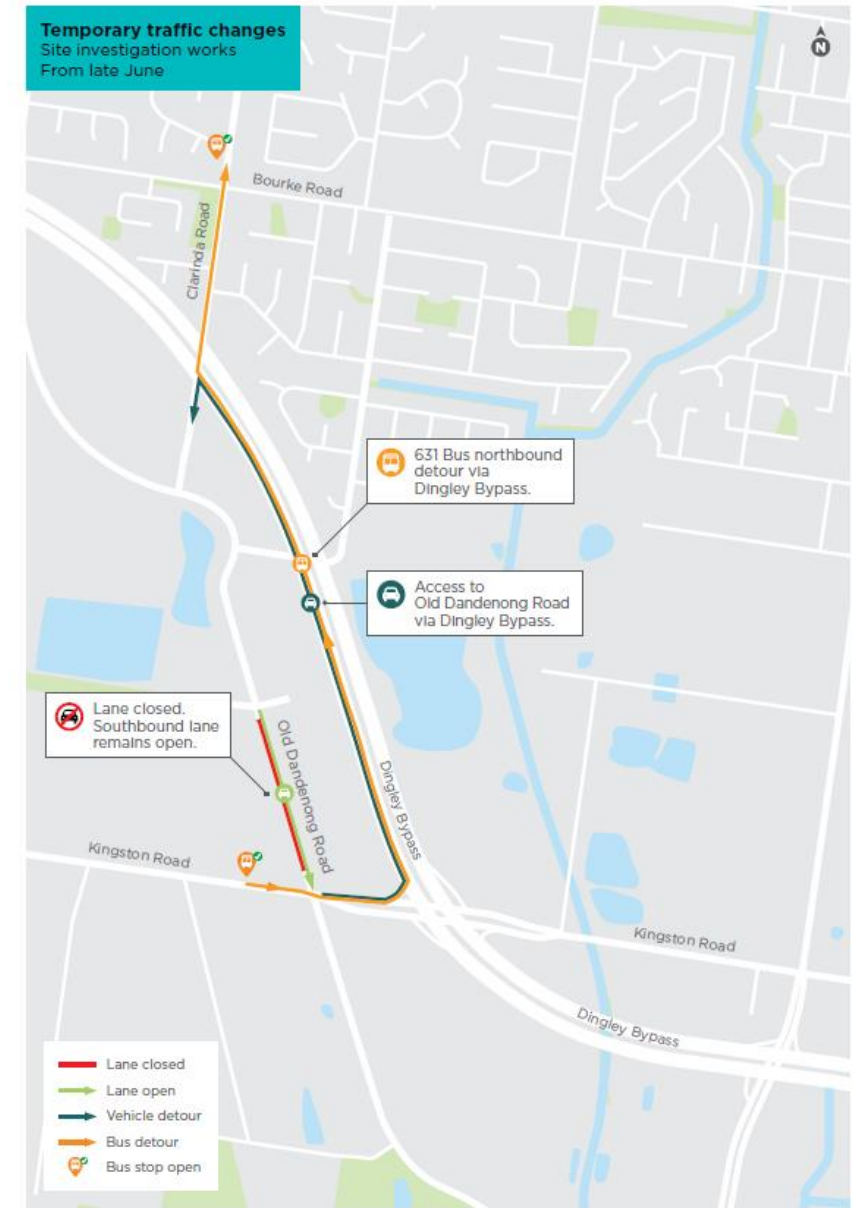 Temporary traffic changes
Site investigation works
From late June
N
Bourke Road
Clarinda Road
631 Bus northbound
detour via
Dingley Bypass.
Access to
Old Dandenong Road
via Dingley Bypass.
Lane closed.
Southbound lane
remains open.
Old Dandenong Road
Dingley Bypass
Kingston Road
Kingston Road
Dingley Bypass
Lane closed
Lane open
Vehicle detour
Bus detour
Bus stop open